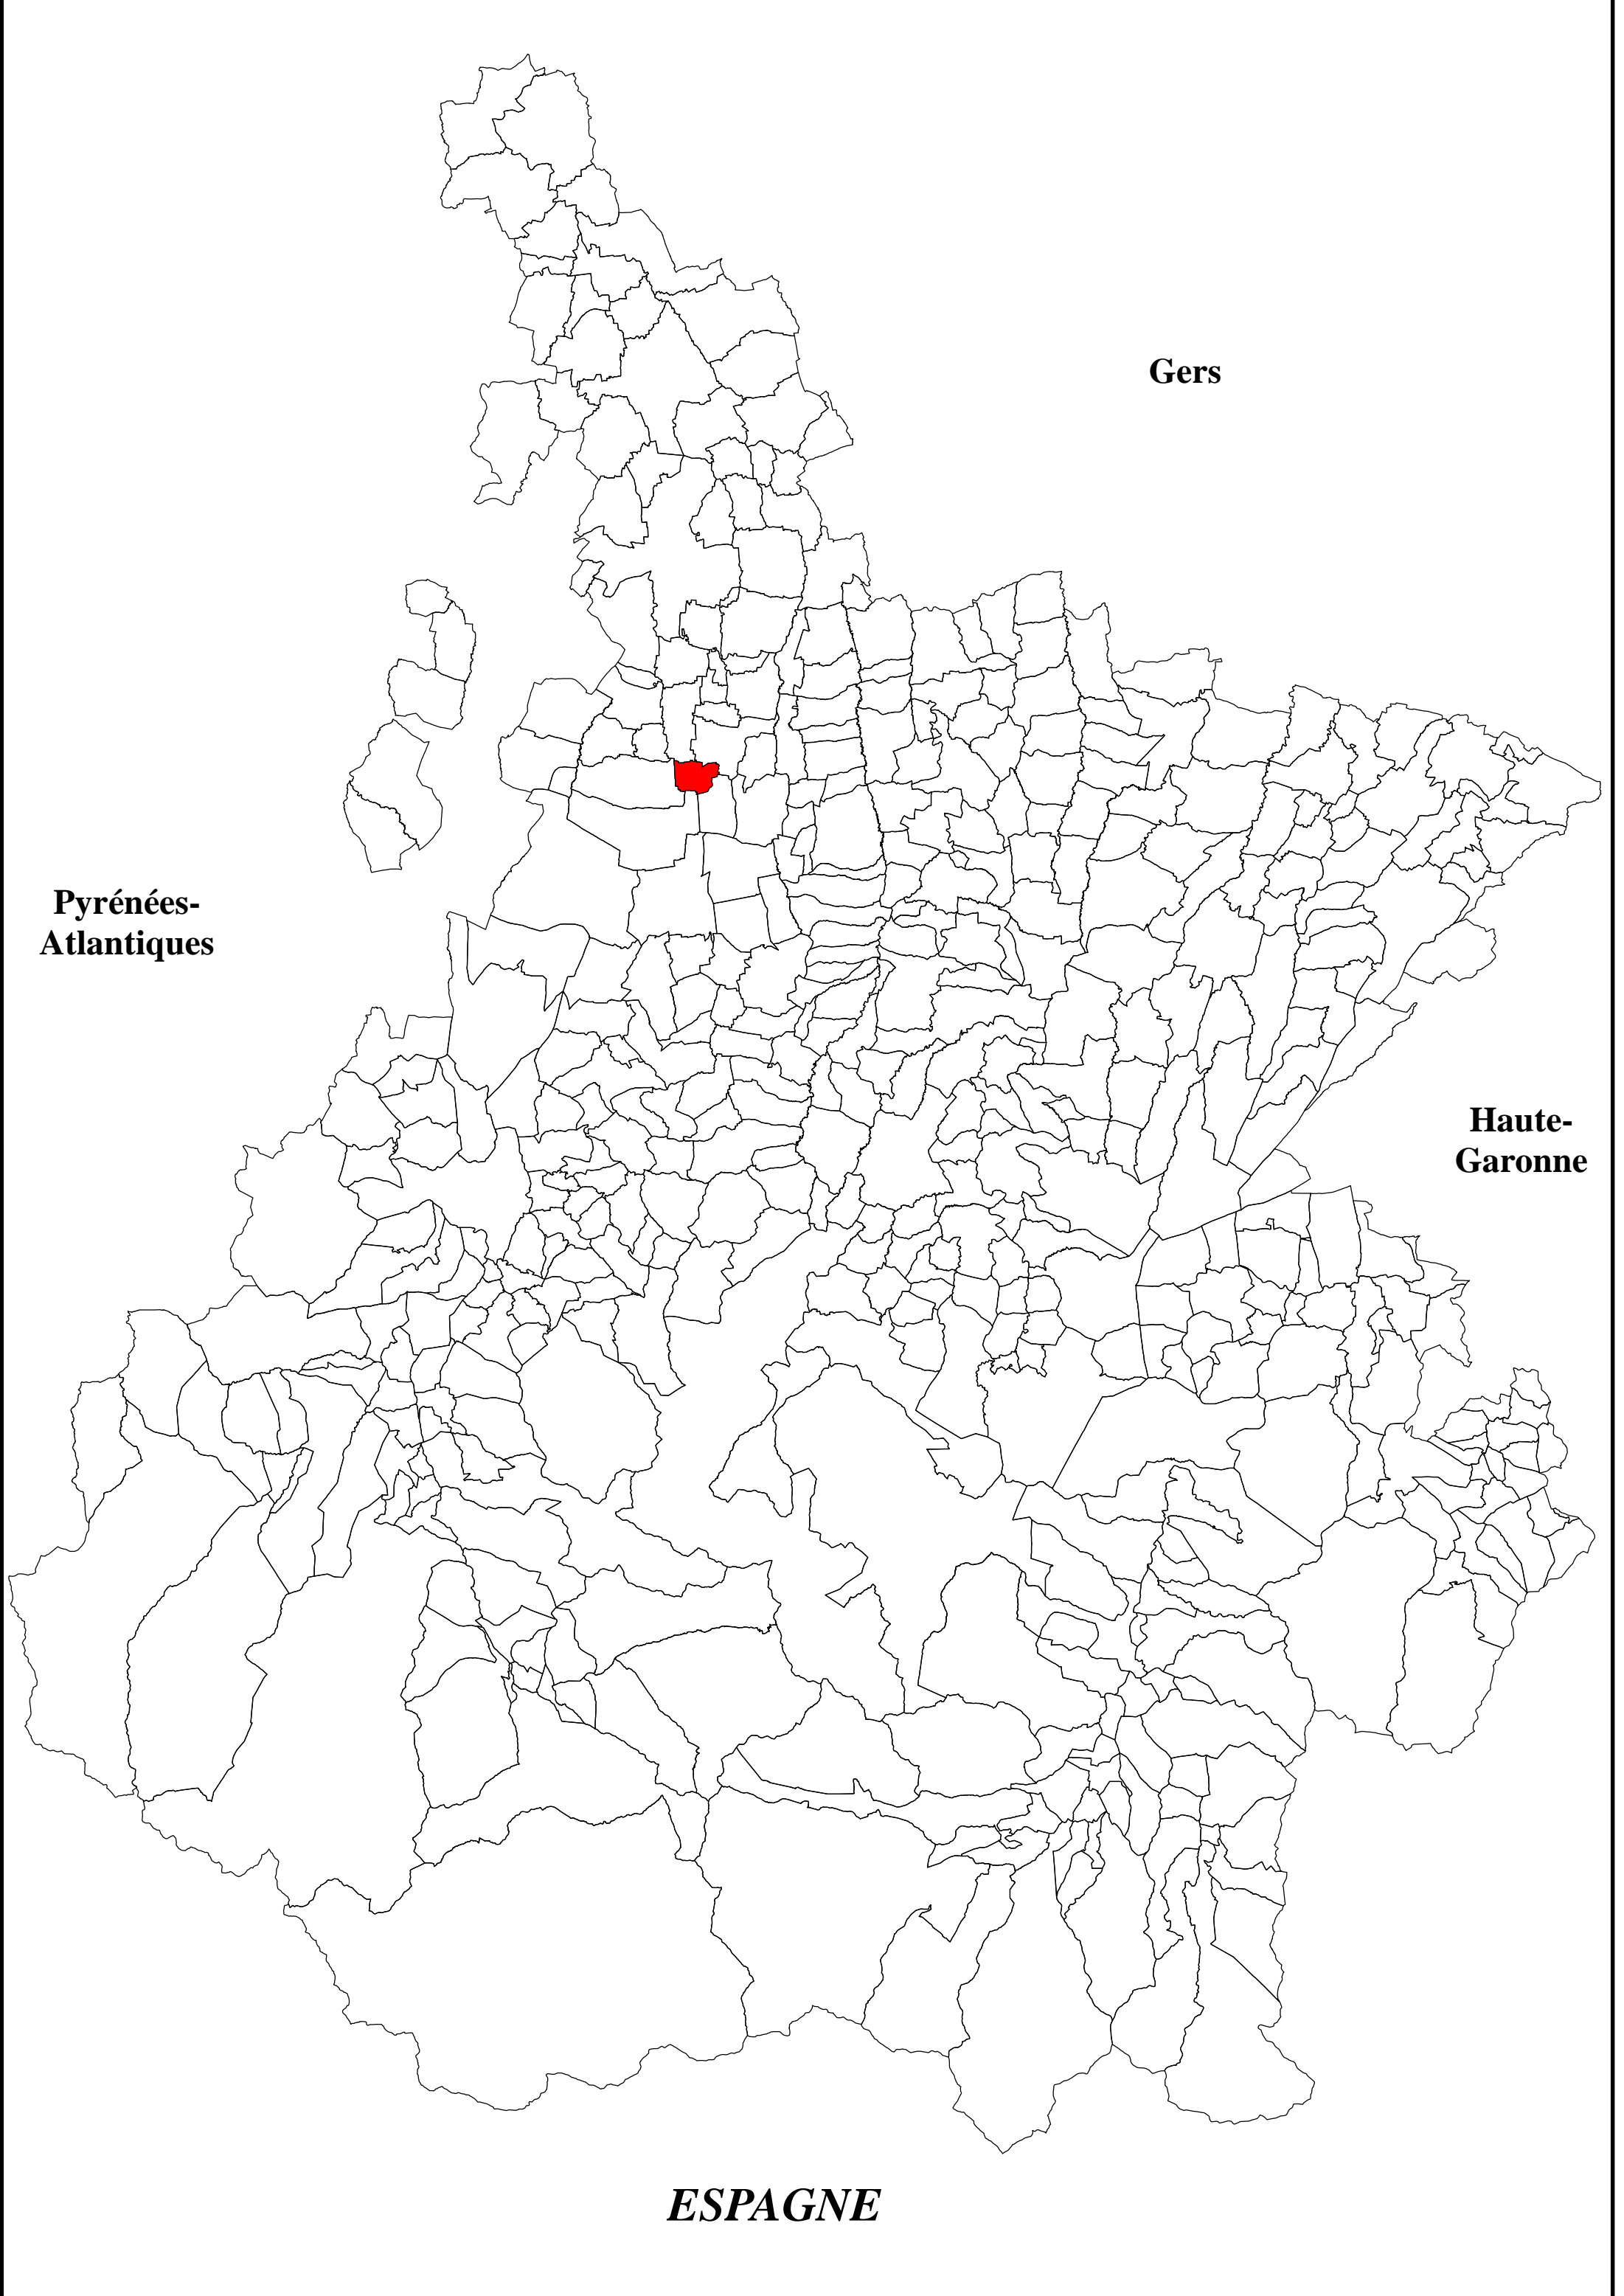 Gers
Pyrénées-
Atlantiques
Haute-
Garonne
ESPAGNE